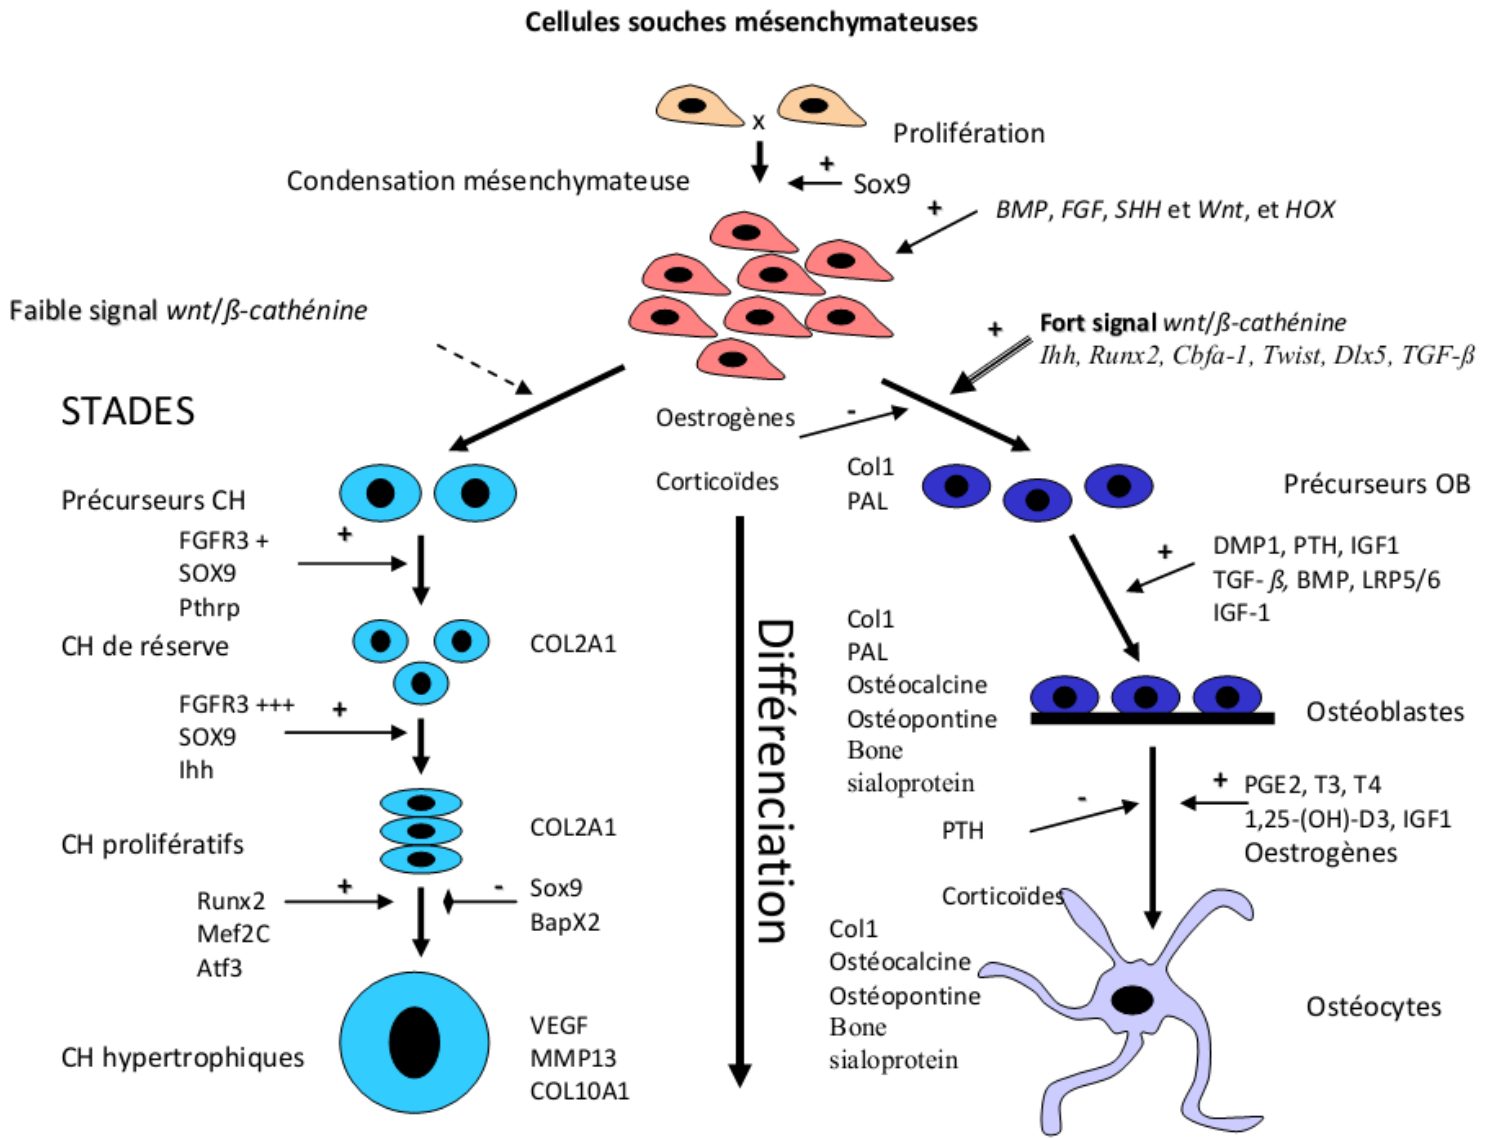 Cellules souches mésenchymateuses
x
Prolifération
+
Condensation mésenchymateuse
Sox9
+
BMP, FGF, SHH et Wnt, et HOX
Faible signal wnt/ß-cathénine
+
Fort signal wnt/ß-cathénine
Ihh, Runx2, Cbfa-1, Twist, Dlx5, TGF-ß
STADES
Oestrogènes
-
Corticoïdes
Col1
PAL
Précurseurs OB
Précurseurs CH
FGFR3 +
SOX9
Pthrp
+
+
DMP1, PTH, IGF1
TGF- ß, BMP, LRP5/6
IGF-1
CH de réserve
COL2A1
Différenciation
Col1
PAL
Ostéocalcine
Ostéopontine
Bone
sialoprotein
Ostéoblastes
FGFR3 +++
SOX9
Ihh
+
CH prolifératifs
COL2A1
-
PTH
Corticoïdes
+
PGE2, T3, T4
1,25-(OH)-D3, IGF1
Oestrogènes
Runx2
Mef2C
Atf3
+
-
Sox9
BapX2
Col1
Ostéocalcine
Ostéopontine
Bone
sialoprotein
Ostéocytes
CH hypertrophiques
VEGF
MMP13
COL10A1